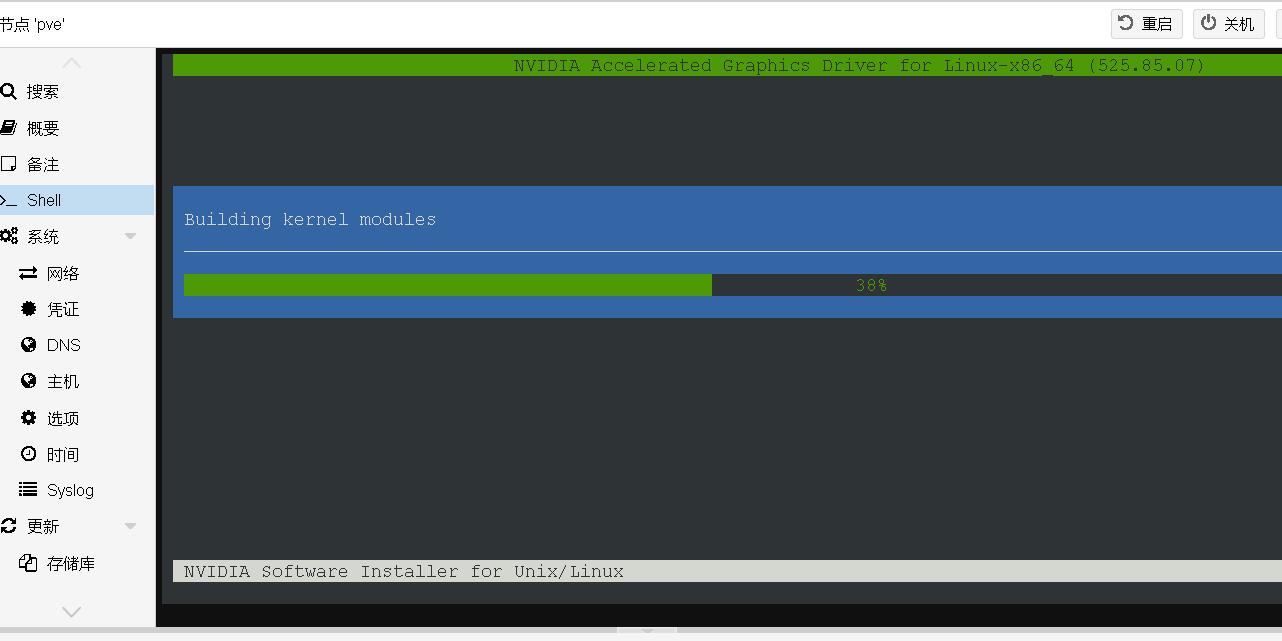 节点 'pve'
重启
关机
搜索
概要
备注
Shell
系统
网络
凭证
DNS
主机
选项
时间
Syslog
更新
存储库
NVIDIA Accelerated Graphics Driver for Linux-x86_64 (525.85.07)
Building kernel modules
38%
NVIDIA Software Installer for Unix/Linux